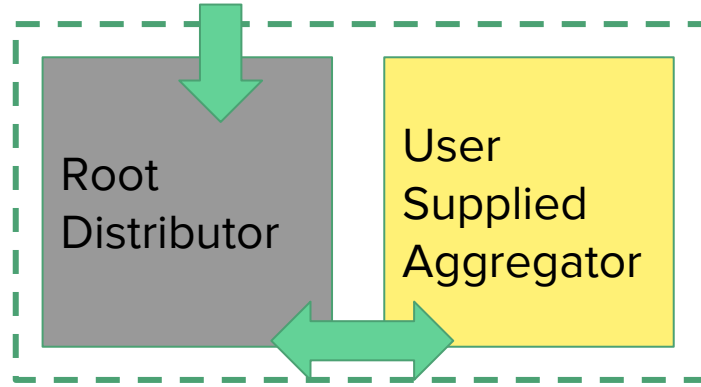 Root
Distributor
User
Supplied
Aggregator